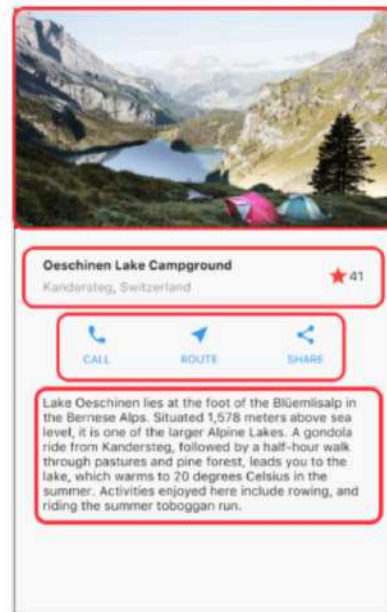 Oeschinen Lake Campground
41
Kandersteg, Switzerland
CALL
ROUTE
SHARE
Lake Oeschinen lies at the foot of the Blüemlisalp in
the Bernese Alps. Situated 1,578 meters above sea
level, it is one of the larger Alpine Lakes. A gondola
ride from Kandersteg, followed by a half-hour walk
through pastures and pine forest, leads you to the
lake, which warms to 20 degrees Celsius in the
summer. Activities enjoyed here include rowing, and
riding the summer toboggan run.